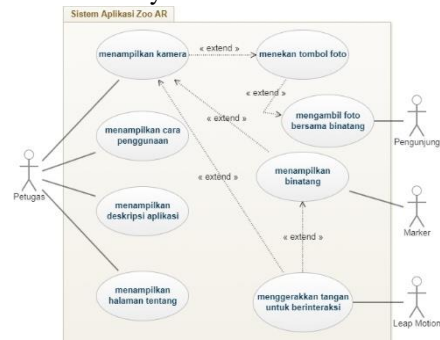 Sistem Aplikasi Zoo AR
menampilkan kamera
« extend »
menekan tombol foto
« extend »
mengambil foto
bersama binatang
Pengunjung
« extend »
menampilkan cara
penggunaan
menampilkan
binatang
Petugas
« extend »
menampilkan
deskripsi aplikasi
Marker
« extend »
menampilkan
halaman tentang
menggerakkan tangan
untuk berinteraksi
Leap Motion